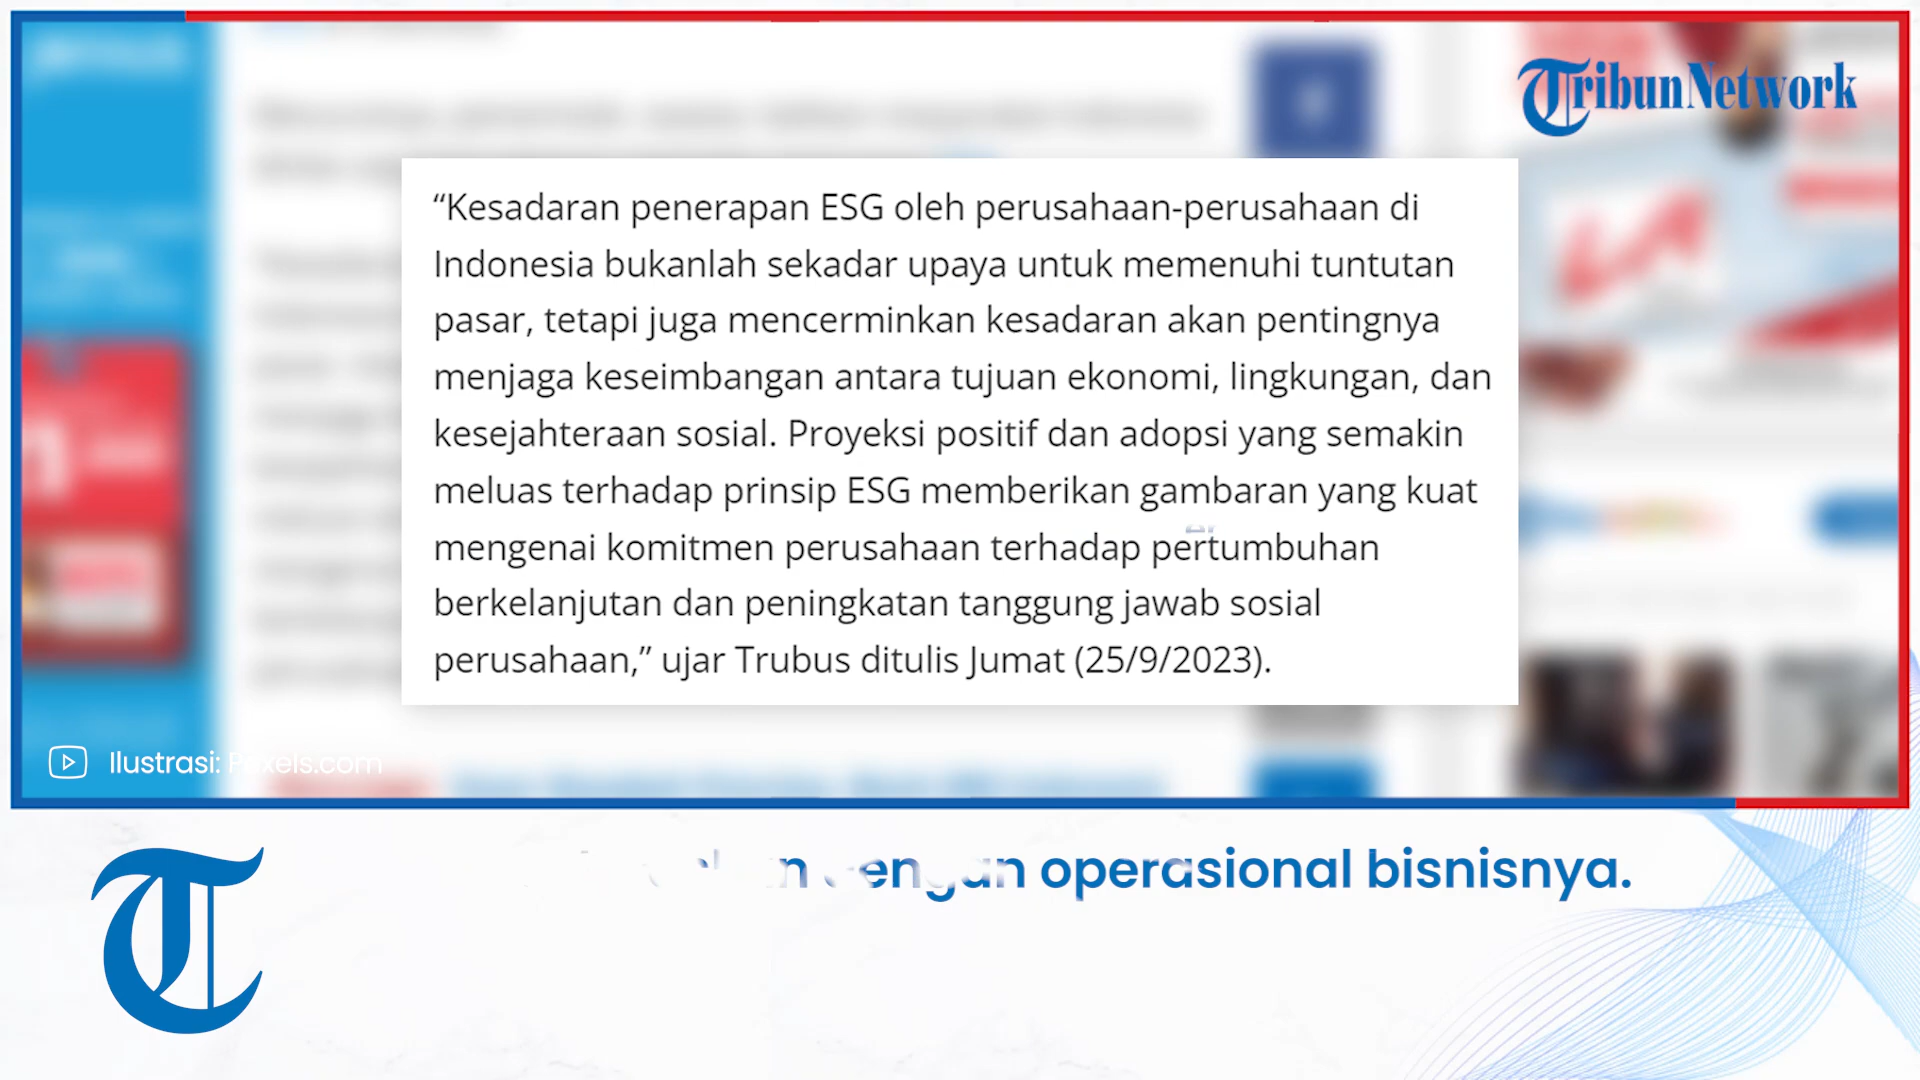 TribunNetwork
“Kesadaran penerapan ESG oleh perusahaan-perusahaan di
Indonesia bukanlah sekadar upaya untuk memenuhi tuntutan
pasar, tetapi juga mencerminkan kesadaran akan pentingnya
menjaga keseimbangan antara tujuan ekonomi, lingkungan, dan
kesejahteraan sosial. Proyeksi positif dan adopsi yang semakin
meluas terhadap prinsip ESG memberikan gambaran yang kuat
mengenai komitmen perusahaan terhadap pertumbuhan
berkelanjutan dan peningkatan tanggung jawab sosial
perusahaan,” ujar Trubus ditulis Jumat (25/9/2023).
Ilustrasi: Pexels.com
dengan operasional bisnisnya.
T